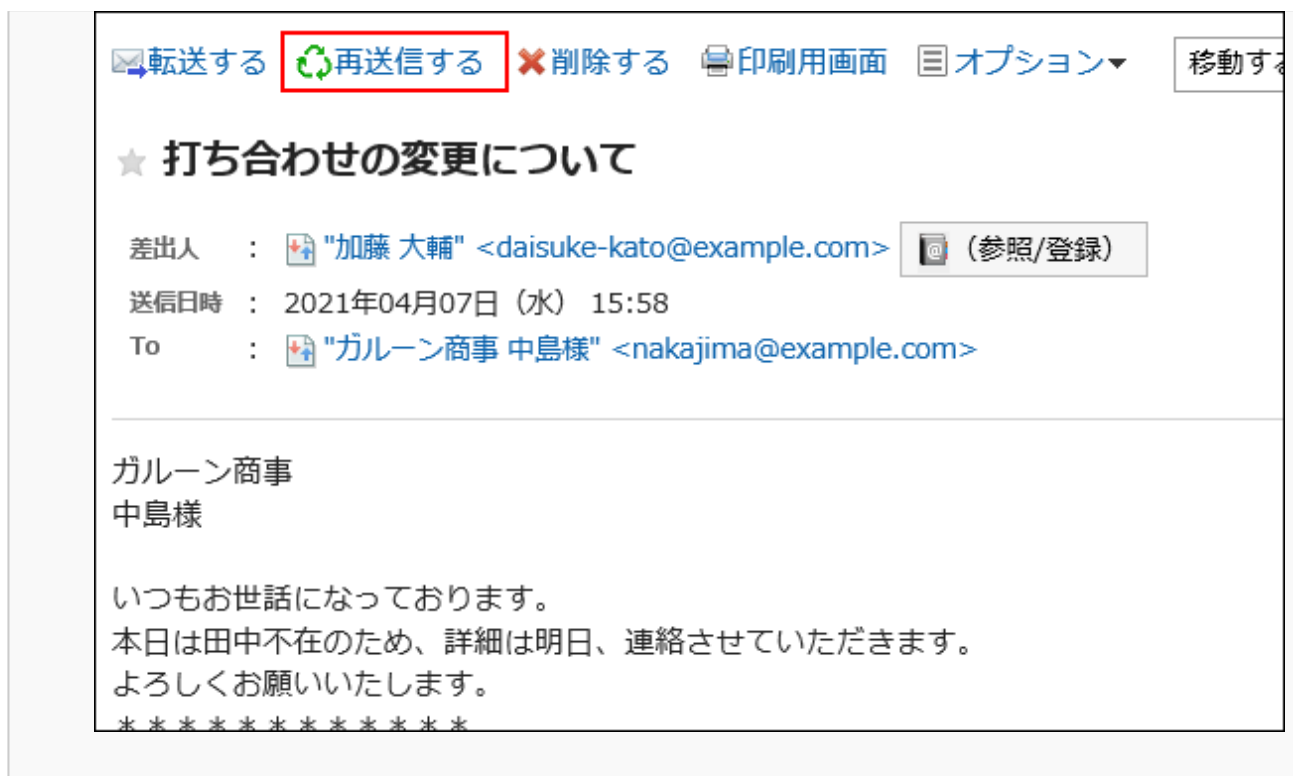 転送する 再送信する 削除する 印刷用画面 オプション▼ 移動する
打ち合わせの変更について
差出人 : "加藤 大輔" <daisuke-kato@example.com> (参照/登録)
送信日時 : 2021年04月07日(水) 15:58
To : "ガルーン商事 中島様" <nakajima@example.com>
ガルーン商事
中島様
いつもお世話になっております。
本日は田中不在のため、詳細は明日、連絡させていただきます。
よろしくお願いいたします。
************